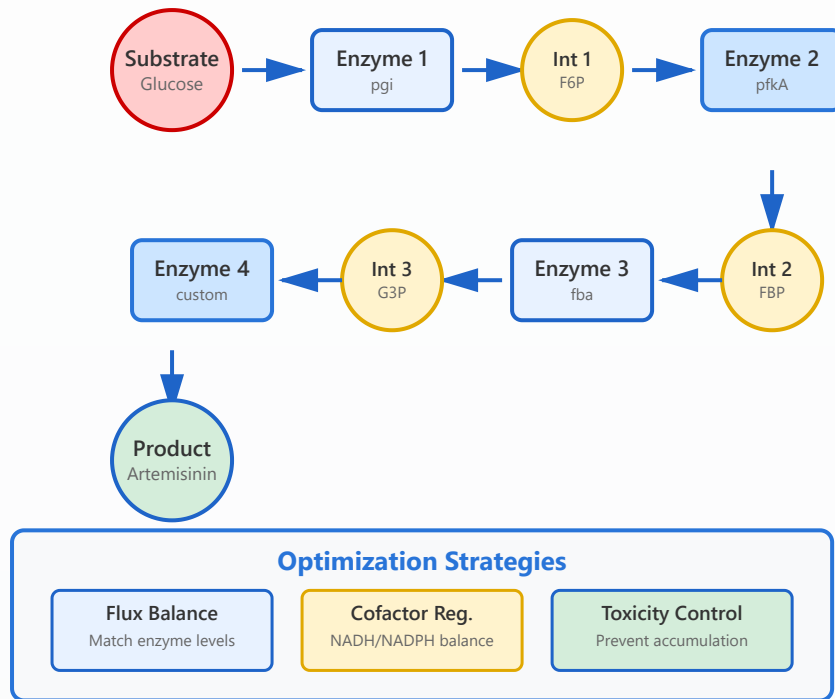 Substrate
Glucose
Enzyme 1
pgi
Int 1
F6P
Enzyme 2
pfkA
Enzyme 4
custom
Int 3
G3P
Enzyme 3
fba
Int 2
FBP
Product
Artemisinin
Optimization Strategies
Flux Balance
Match enzyme levels
Cofactor Reg.
NADH/NADPH balance
Toxicity Control
Prevent accumulation